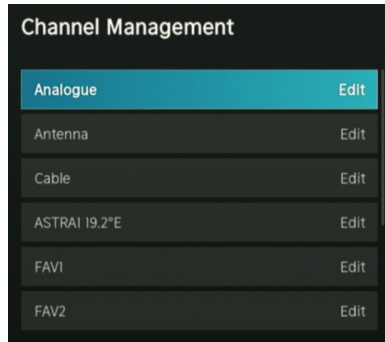 Channel Management
Analogue Edit
Antenna Edit
Cable Edit
ASTRA1 19.2°E Edit
FAV1 Edit
FAV2 Edit